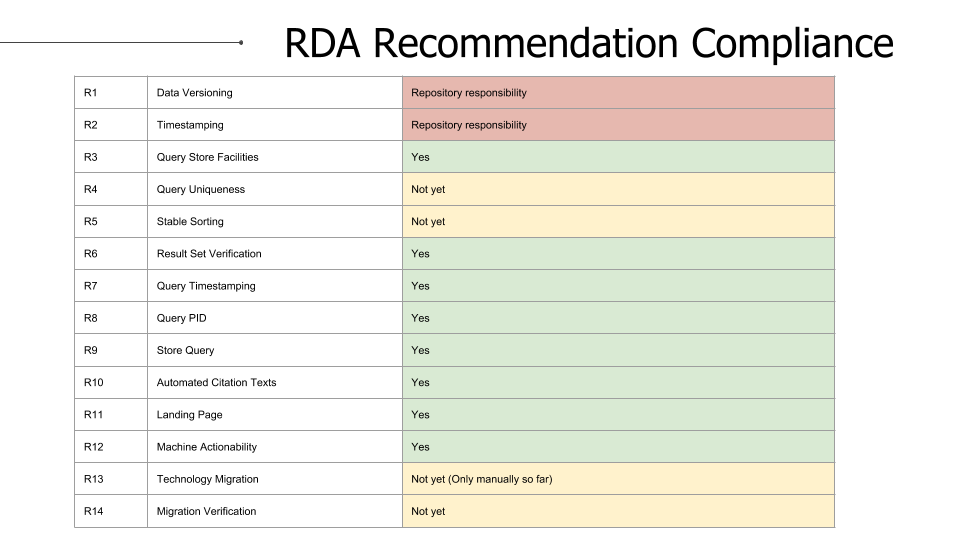 RDA Recommendation Compliance
R1 Data Versioning Repository responsibility
R2 Timestamping Repository responsibility
R3 Query Store Facilities Yes
R4 Query Uniqueness Not yet
R5 Stable Sorting Not yet
R6 Result Set Verification Yes
R7 Query Timestamping Yes
R8 Query PID Yes
R9 Store Query Yes
R10 Automated Citation Texts Yes
R11 Landing Page Yes
R12 Machine Actionability Yes
R13 Technology Migration Not yet (Only manually so far)
R14 Migration Verification Not yet